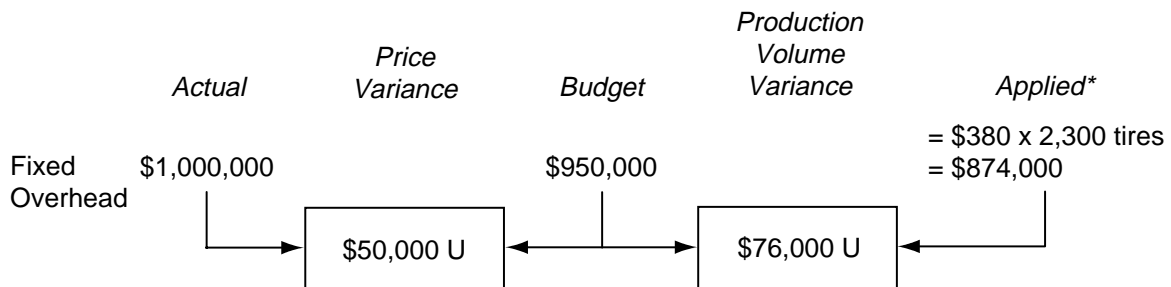 Actual
Price
Variance
Budget
Production
Volume
Variance
Applied*
Fixed
Overhead
$1,000,000
$950,000
= $380 x 2,300 tires
= $874,000
$50,000 U
$76,000 U